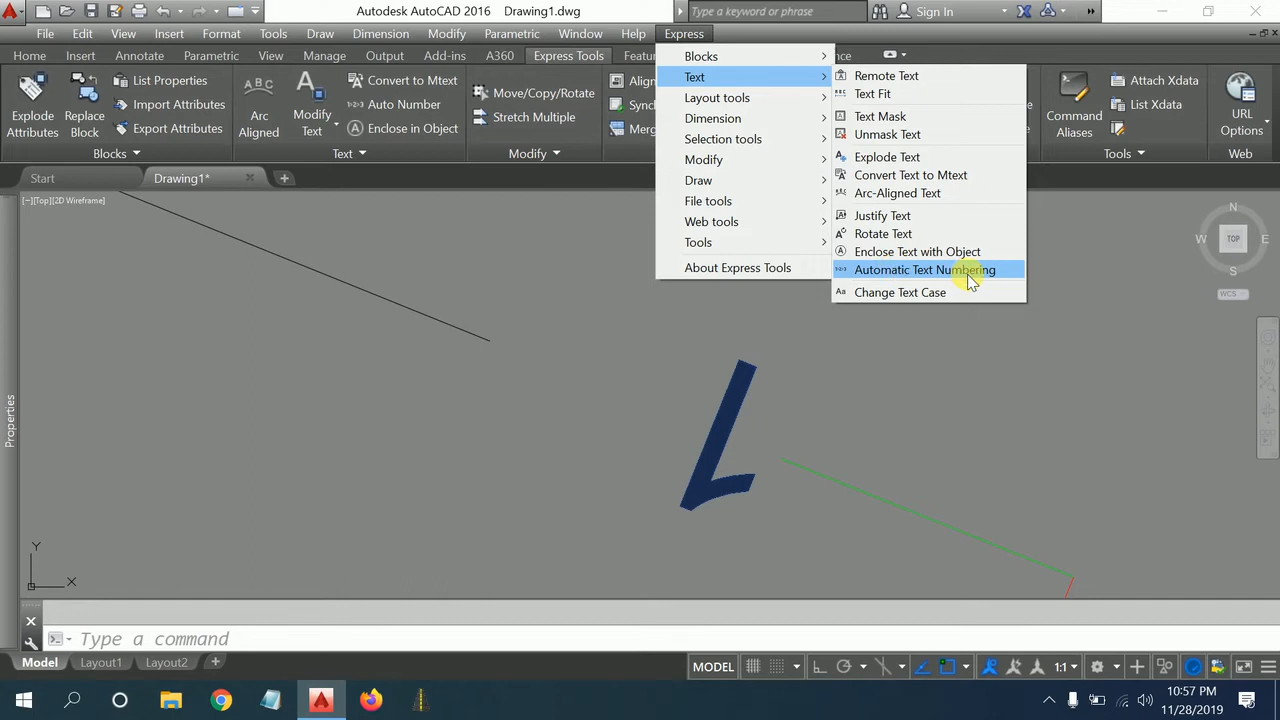 Autodesk AutoCAD 2016 Drawing1.dwg
Type a keyword or phrase
Sign In
File Edit View Insert Format Tools Draw Dimension Modify Parametric Window Help Express
Home Insert Annotate Parametric View Manage Output Add-ins A360 Express Tools Featu nce
Explode Attributes
Replace Block
List Properties
Import Attributes
Export Attributes
Blocks
Arc Aligned
Modify Text
Convert to Mtext
Auto Number
Enclose in Object
Text
Move/Copy/Rotate
Stretch Multiple
Modify
Align
Sync
Merg
Command Aliases
Attach Xdata
List Xdata
Tools
URL Options
Web
Blocks
Text
Layout tools
Dimension
Selection tools
Modify
Draw
File tools
Web tools
Tools
About Express Tools
Remote Text
Text Fit
Text Mask
Unmask Text
Explode Text
Convert Text to Mtext
Arc-Aligned Text
Justify Text
Rotate Text
Enclose Text with Object
Automatic Text Numbering
Change Text Case
Start Drawing1*
[–][Top][2D Wireframe]
N
W TOP E
S
WCS
Properties
1
Y
X
Type a command
Model Layout1 Layout2
MODEL 1:1
10:57 PM
11/28/2019